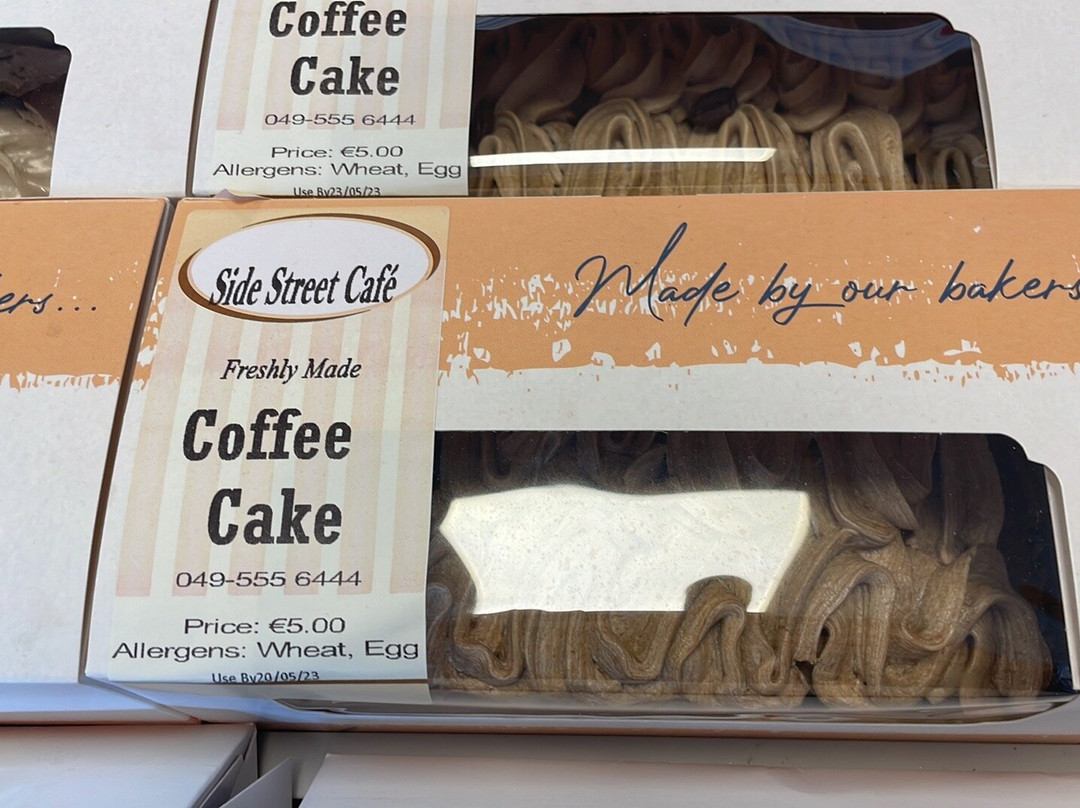 Coffee
Cake
049-555 6444
Price: €5.00
Allergens: Wheat, Egg
Use By23/05/23
ers...
Side Street Café
Made by our bakers
Freshly Made
Coffee
Cake
049-555 6444
Price: €5.00
Allergens: Wheat, Egg
Use By20/05/23